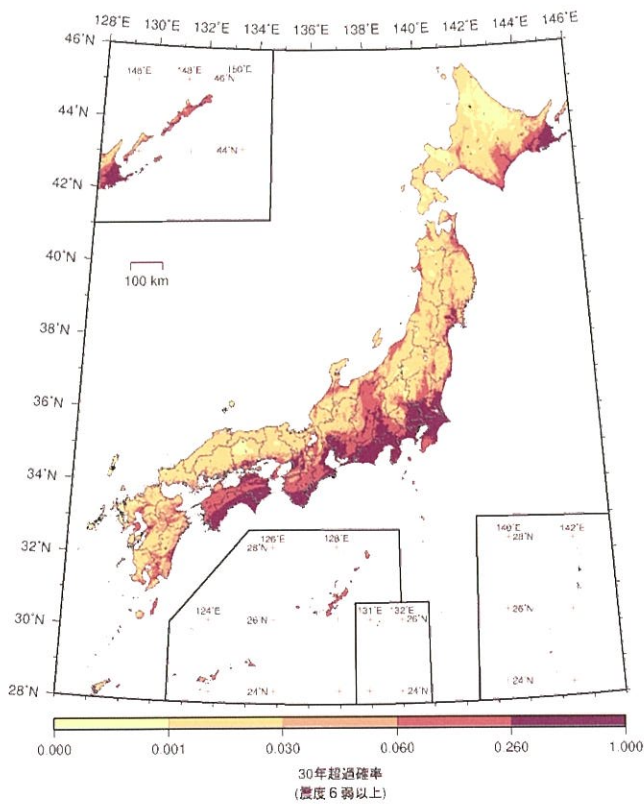 128°E 130°E 132°E 134°E 136°E 138°E 140°E 142°E 144°E 146°E
46°N
146°E 148°E 150°E
46°N
44°N
44°N
42°N
40°N
100 km
38°N
36°N
34°N
32°N
126°E 128°E
28°N
140°E 142°E
28°N
30°N
124°E
26°N
131°E 132°E
26°N
26°N
28°N
24°N
24°N
24°N
0.000 0.001 0.030 0.060 0.260 1.000
30年超過確率
(震度6弱以上)